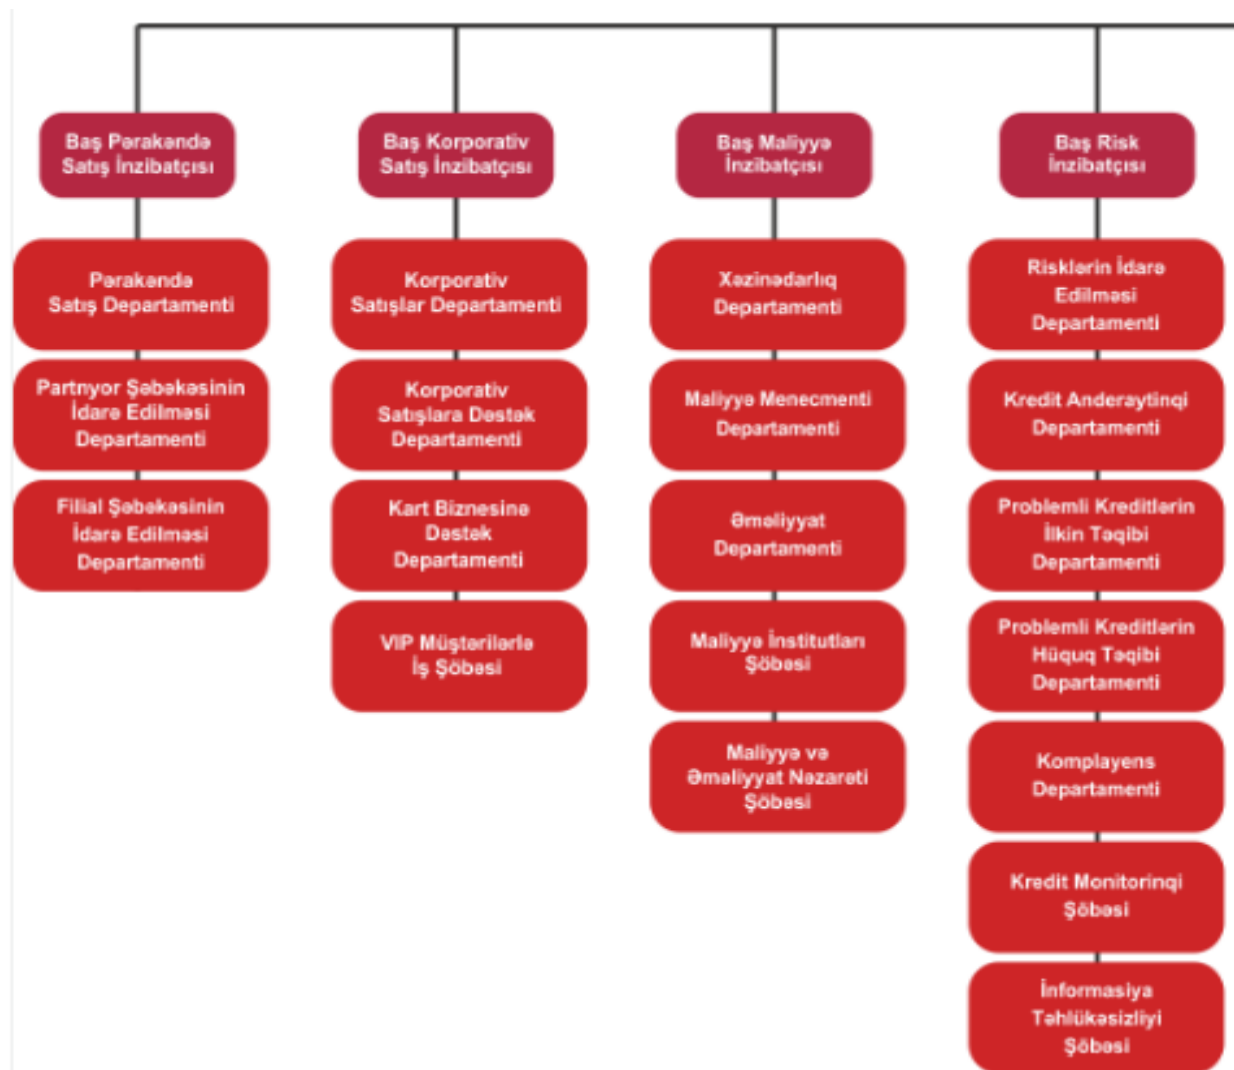 Baş Pərakəndə
Satış İnzibatçısı
Baş Korporativ
Satış İnzibatçısı
Baş Maliyyə
İnzibatçısı
Baş Risk
İnzibatçısı
Pərakəndə
Satış Departamenti
Partnyor Şəbəkəsinin
İdarə Edilməsi
Departamenti
Filial Şəbəkəsinin
İdarə Edilməsi
Departamenti
Korporativ
Satışlar Departamenti
Korporativ
Satışlara Dəstək
Departamenti
Kart Biznesinə
Dəstək
Departamenti
VIP Müştərilərlə
İş Şöbəsi
Xəzinədarlıq
Departamenti
Maliyyə Menecmenti
Departamenti
Əməliyyat
Departamenti
Maliyyə İnstitutları
Şöbəsi
Maliyyə və
Əməliyyat Nəzarəti
Şöbəsi
Risklərin İdarə
Edilməsi
Departamenti
Kredit Anderaytinqi
Departamenti
Problemli Kreditlərin
İlkin Təqibi
Departamenti
Problemli Kreditlərin
Hüquq Təqibi
Departamenti
Komplayens
Departamenti
Kredit Monitorinqi
Şöbəsi
İnformasiya
Təhlükəsizliyi
Şöbəsi